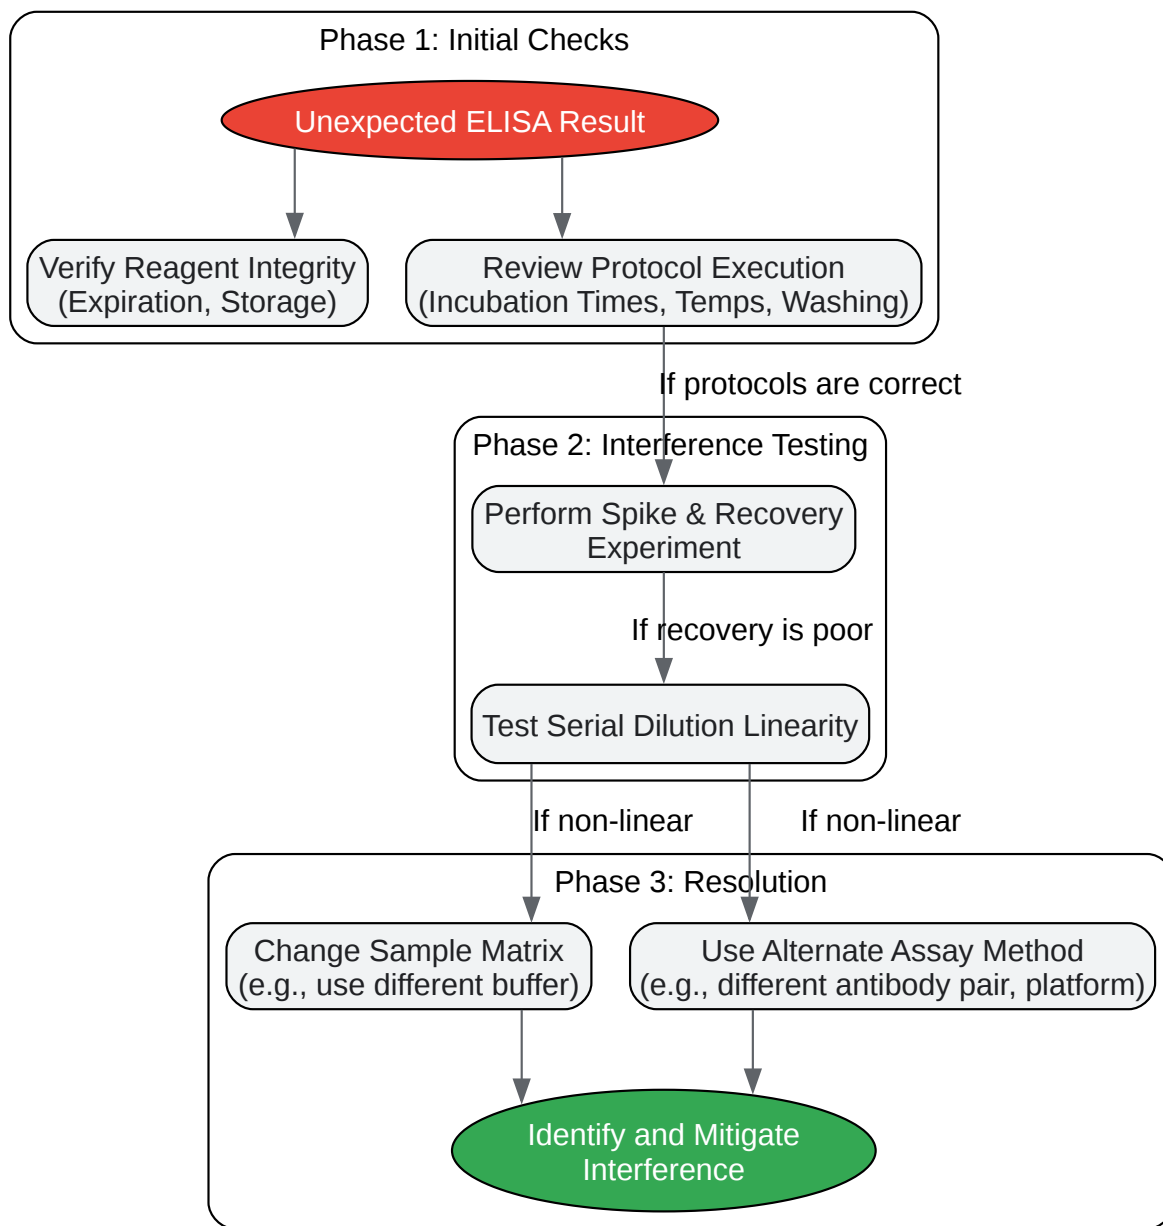 Phase 1: Initial Checks
Unexpected ELISA Result
Verify Reagent Integrity
(Expiration, Storage)
Review Protocol Execution
(Incubation Times, Temps, Washing)
If protocols are correct
Phase 2: Interference Testing
Perform Spike & Recovery
Experiment
If recovery is poor
Test Serial Dilution Linearity
If non-linear
If non-linear
Phase 3: Resolution
Change Sample Matrix
(e.g., use different buffer)
Use Alternate Assay Method
(e.g., different antibody pair, platform)
Identify and Mitigate
Interference